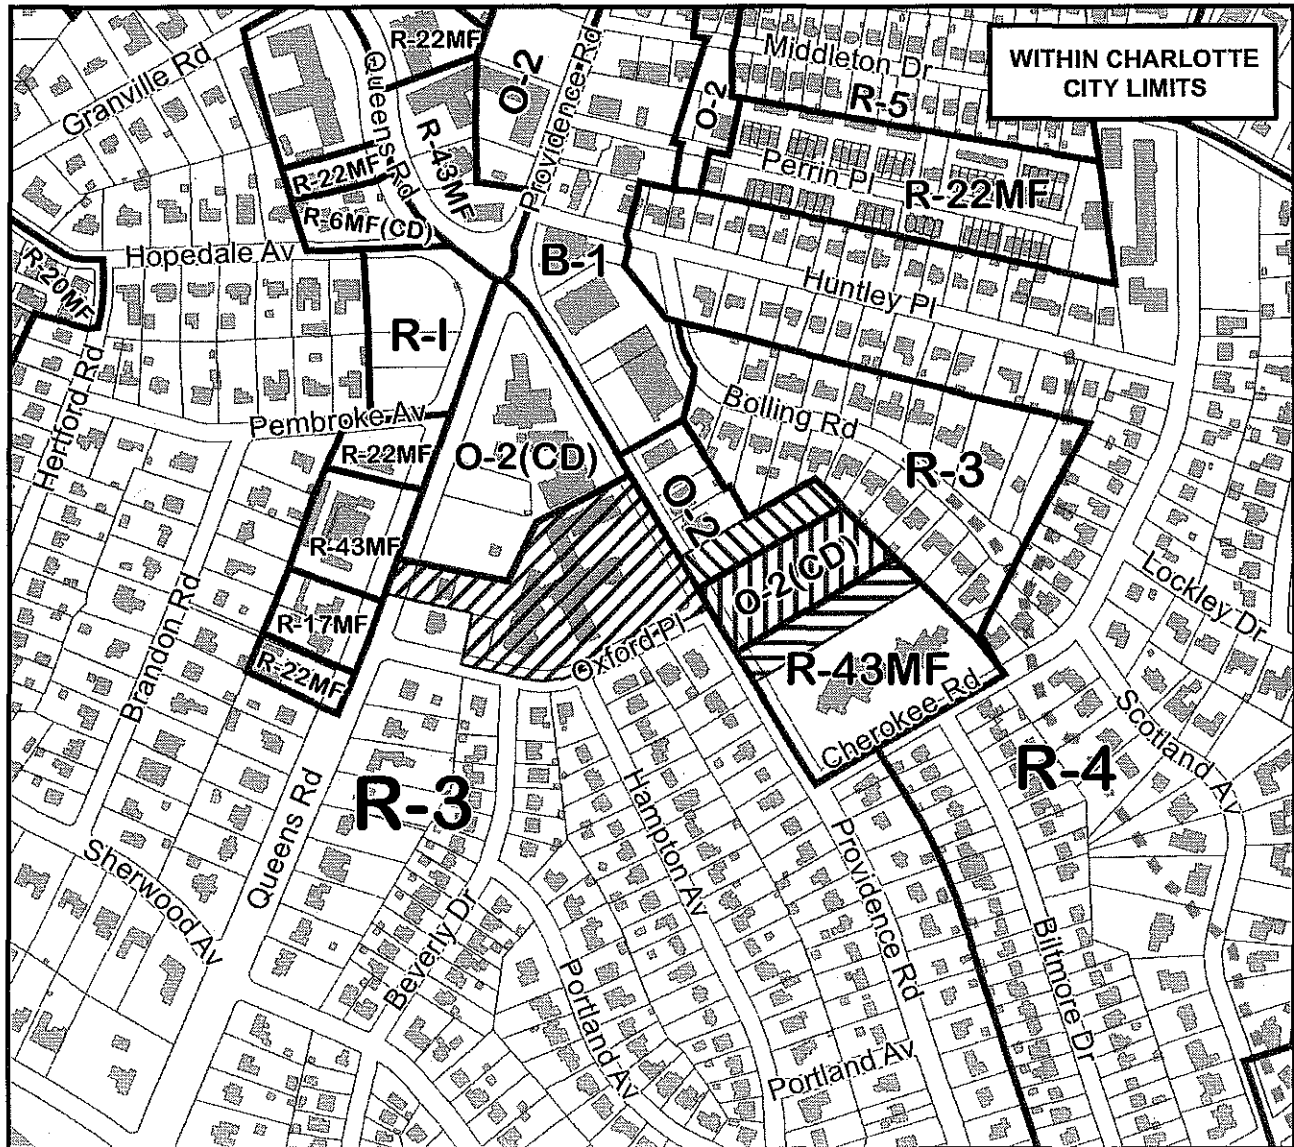 WITHIN CHARLOTTE
CITY LIMITS
Granville Rd
Queens Rd
R-22MF
O-2
Providence Rd
O-2
Middleton Dr
R-5
R-43MF
R-22MF
Perrin Pl
R-22MF
R-6MF(CD)
Hopedale Av
R-20MF
B-1
Huntley Pl
R-I
Hertford Rd
Pembroke Av
Bolling Rd
R-22MF
O-2(CD)
R-3
O-2
R-43MF
O-2(CD)
Lockley Dr
Brandon Rd
R-17MF
R-22MF
Oxford Pl
R-43MF
Cherokee Rd
Scotland Av
R-3
R-4
Queens Rd
Hampton Av
Providence Rd
Sherwood Av
Beverly Dr
Biltmore Dr
Portland Av
Portland Av